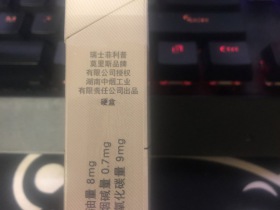 瑞士菲利普
莫里斯品牌
有限公司授权
湖南中烟工业
有限责任公司出品
硬盒
油量 8mg
烟碱量 0.7mg
氧化碳量 9mg